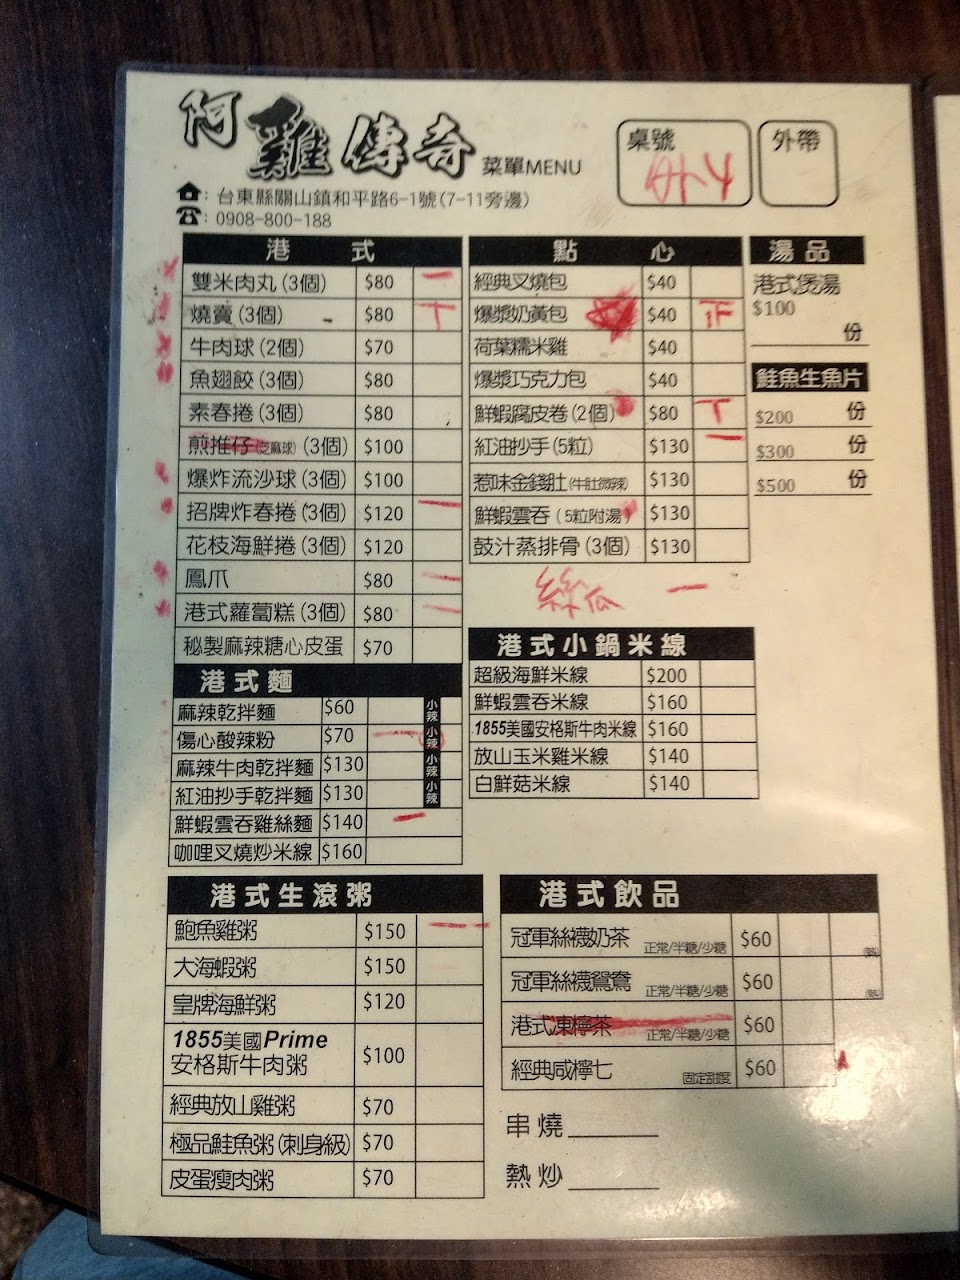 阿雞傳奇 菜單MENU
桌號 外4
外帶
台東縣關山鎮和平路6-1號(7-11旁邊)
0908-800-188
港式
雙米肉丸(3個) $80 一
燒賣(3個) $80 丅
牛肉球(2個) $70
魚翅餃(3個) $80
素春捲(3個) $80
煎推仔(芝麻球)(3個) $100
爆炸流沙球(3個) $100
招牌炸春捲(3個) $120 一
花枝海鮮捲(3個) $120
鳳爪 $80 一
港式蘿蔔糕(3個) $80 一
秘製麻辣糖心皮蛋 $70
點心
經典叉燒包 $40
爆漿奶黃包 $40 正
荷葉糯米雞 $40
爆漿巧克力包 $40
鮮蝦腐皮卷(2個) $80 丅
紅油抄手(5粒) $130 一
惹味金錢肚(牛肚微辣) $130
鮮蝦雲吞(5粒附湯) $130
鼓汁蒸排骨(3個) $130
絲瓜 一
湯品
港式煲湯
$100
份
鮭魚生魚片
$200 份
$300 份
$500 份
港式麵
麻辣乾拌麵 $60 小辣
傷心酸辣粉 $70 一 小辣
麻辣牛肉乾拌麵 $130 小辣
紅油抄手乾拌麵 $130 小辣
鮮蝦雲吞雞絲麵 $140 一
咖哩叉燒炒米線 $160
港式小鍋米線
超級海鮮米線 $200
鮮蝦雲吞米線 $160
1855美國安格斯牛肉米線 $160
放山玉米雞米線 $140
白鮮菇米線 $140
港式生滾粥
鮑魚雞粥 $150 一
大海蝦粥 $150
皇牌海鮮粥 $120
1855美國Prime
安格斯牛肉粥 $100
經典放山雞粥 $70
極品鮭魚粥(刺身級) $70
皮蛋瘦肉粥 $70
港式飲品
冠軍絲襪奶茶 正常/半糖/少糖 $60
冠軍絲襪鴛鴦 正常/半糖/少糖 $60
港式凍檸茶 正常/半糖/少糖 $60
經典咸檸七 固定甜度 $60
串燒
熱炒